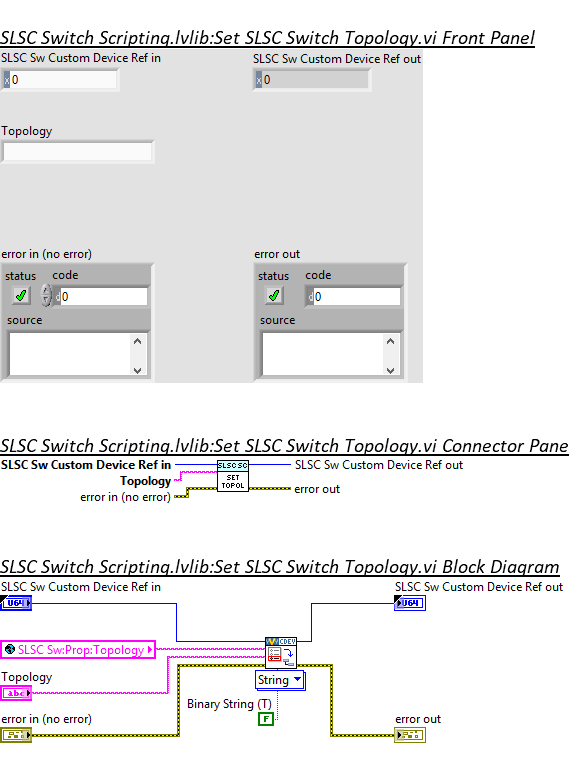 SLSC Switch Scripting.lvlib:Set SLSC Switch Topology.vi Front Panel
SLSC Sw Custom Device Ref in
SLSC Sw Custom Device Ref out
x 0
x 0
Topology
error in (no error)
error out
status code
status code
d 0
d 0
source
source
SLSC Switch Scripting.lvlib:Set SLSC Switch Topology.vi Connector Pane
SLSC Sw Custom Device Ref in
SLSC SC
SLSC Sw Custom Device Ref out
Topology
SET
TOPOL
error in (no error)
error out
SLSC Switch Scripting.lvlib:Set SLSC Switch Topology.vi Block Diagram
SLSC Sw Custom Device Ref in
SLSC Sw Custom Device Ref out
U64
U64
CDEV
SLSC Sw:Prop:Topology
Topology
String
abc
Binary String (T)
F
error in (no error)
error out